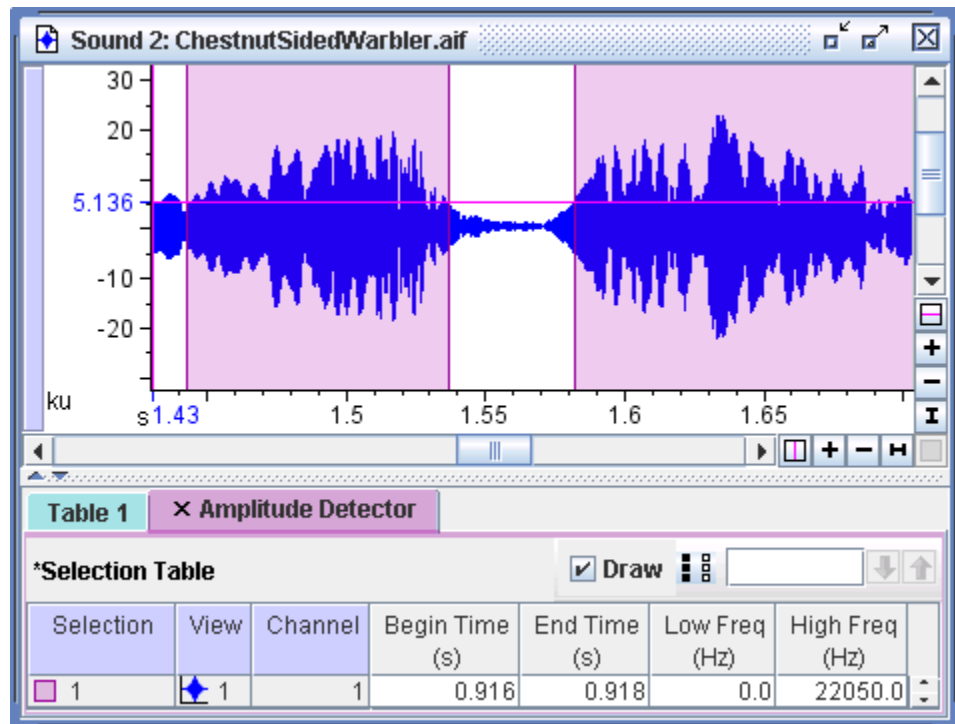 Sound 2: ChestnutSidedWarbler.aif
30
20
5.136
-10
-20
ku
s 1.43 1.5 1.55 1.6 1.65
Table 1 × Amplitude Detector
*Selection Table Draw
Selection View Channel Begin Time (s) End Time (s) Low Freq (Hz) High Freq (Hz)
1 1 1 0.916 0.918 0.0 22050.0